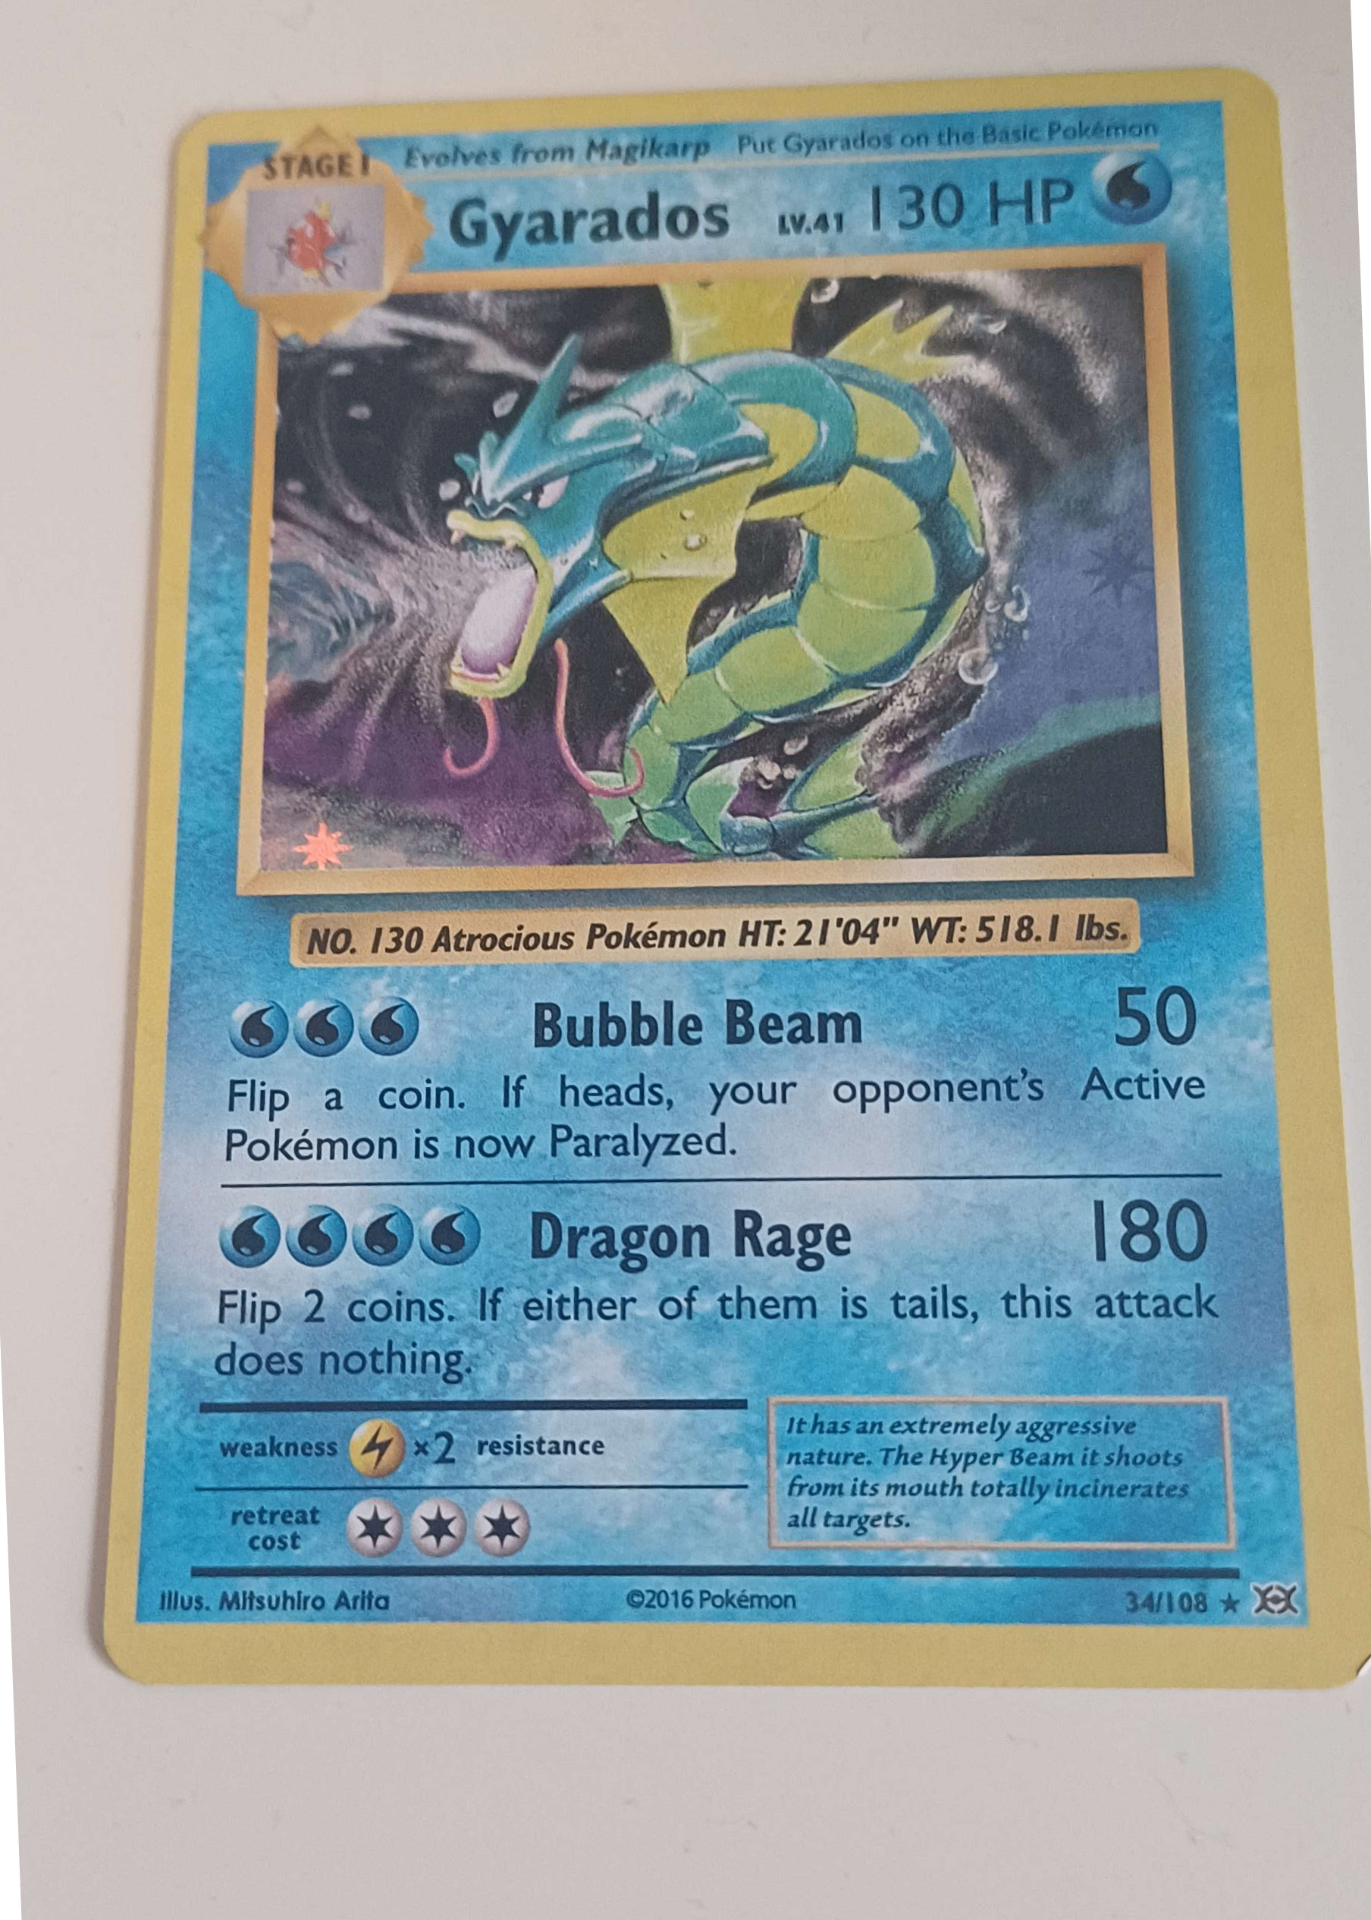 STAGE 1 Evolves from Magikarp Put Gyarados on the Basic Pokémon
Gyarados LV.41 130 HP
NO. 130 Atrocious Pokémon HT: 21'04" WT: 518.1 lbs.
Bubble Beam 50
Flip a coin. If heads, your opponent's Active
Pokémon is now Paralyzed.
Dragon Rage 180
Flip 2 coins. If either of them is tails, this attack
does nothing.
weakness ×2 resistance
retreat
cost
It has an extremely aggressive
nature. The Hyper Beam it shoots
from its mouth totally incinerates
all targets.
Illus. Mitsuhiro Arita ©2016 Pokémon 34/108 ★